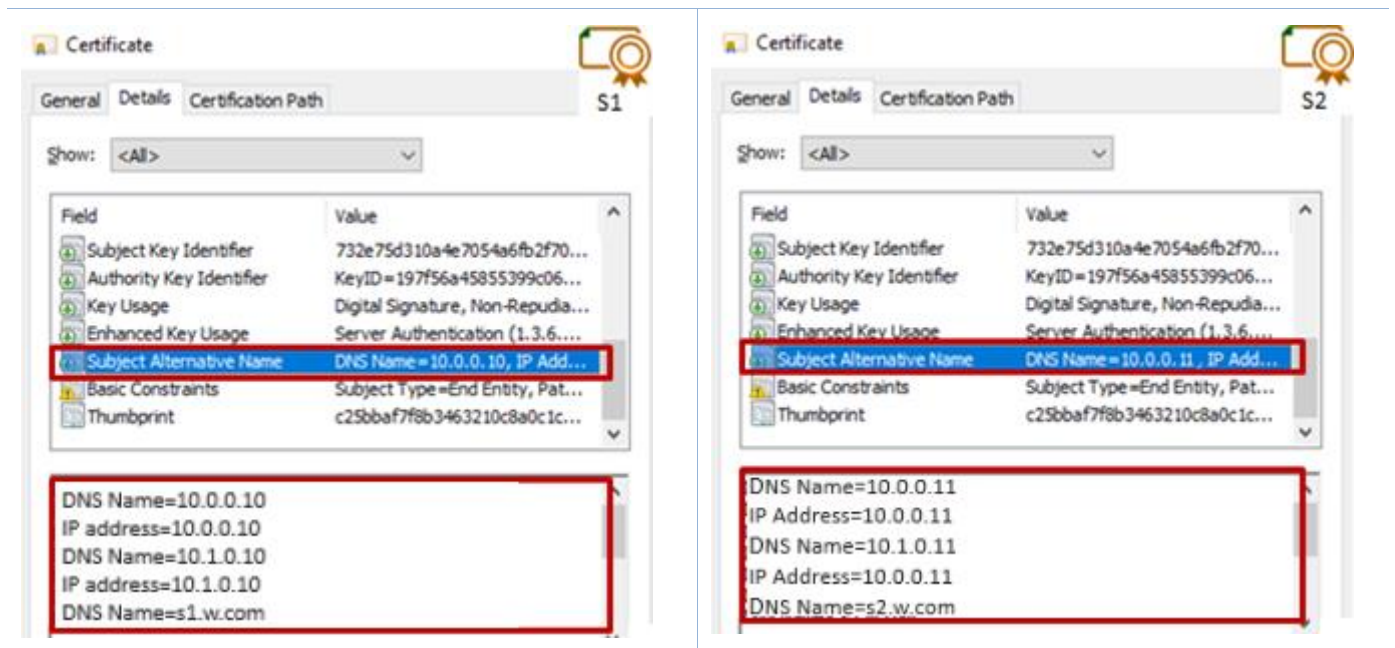 Certificate
S1
General Details Certification Path
Show: <All>
Field Value
Subject Key Identifier 732e75d310a4e7054a6fb2f70...
Authority Key Identifier KeyID=197f56a45855399c06...
Key Usage Digital Signature, Non-Repudia...
Enhanced Key Usage Server Authentication (1.3.6....
Subject Alternative Name DNS Name=10.0.0.10, IP Add...
Basic Constraints Subject Type=End Entity, Pat...
Thumbprint c25bbaf7f8b3463210c8a0c1c...
DNS Name=10.0.0.10
IP address=10.0.0.10
DNS Name=10.1.0.10
IP address=10.1.0.10
DNS Name=s1.w.com
Certificate
S2
General Details Certification Path
Show: <All>
Field Value
Subject Key Identifier 732e75d310a4e7054a6fb2f70...
Authority Key Identifier KeyID=197f56a45855399c06...
Key Usage Digital Signature, Non-Repudia...
Enhanced Key Usage Server Authentication (1.3.6....
Subject Alternative Name DNS Name=10.0.0.11 , IP Add...
Basic Constraints Subject Type=End Entity, Pat...
Thumbprint c25bbaf7f8b3463210c8a0c1c...
DNS Name=10.0.0.11
IP Address=10.0.0.11
DNS Name=10.1.0.11
IP Address=10.0.0.11
DNS Name=s2.w.com